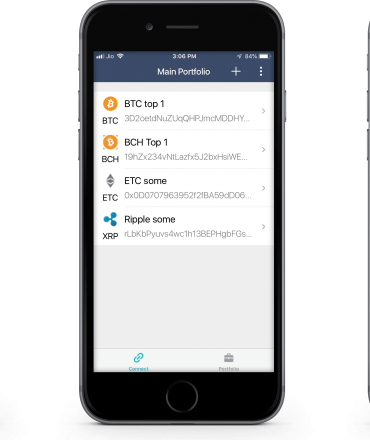 Jio 3:06 PM 84%
Main Portfolio
BTC top 1
BTC 3D2oetdNuZUqQHPJmcMDDHY...
BCH Top 1
BCH 19hZx234vNtLazfx5J2bxHsiWE...
ETC some
ETC 0x0D0707963952f2fBA59dD06...
Ripple some
XRP rLbKbPyuvs4wc1h13BEPHgbFGs...
Connect Portfolio